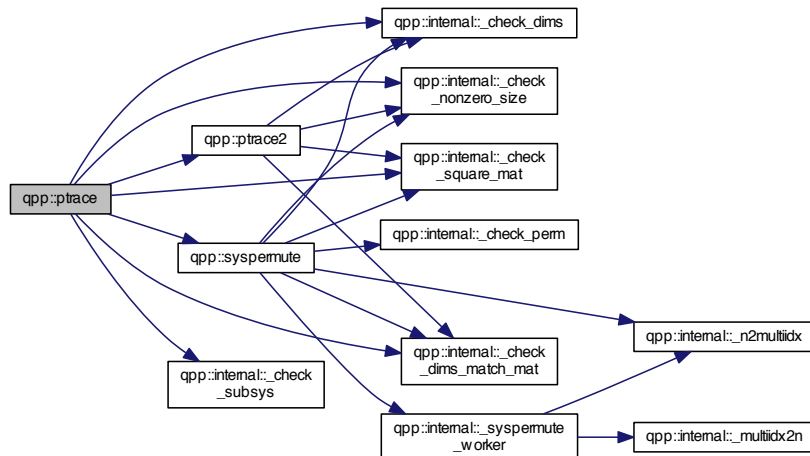 qpp::internal::_check_dims
qpp::internal::_check
_nonzero_size
qpp::ptrace2
qpp::internal::_check
_square_mat
qpp::ptrace
qpp::internal::_check_perm
qpp::syspermute
qpp::internal::_n2multiidx
qpp::internal::_check
_dims_match_mat
qpp::internal::_check
_subsys
qpp::internal::_syspermute
_worker
qpp::internal::_multiidx2n